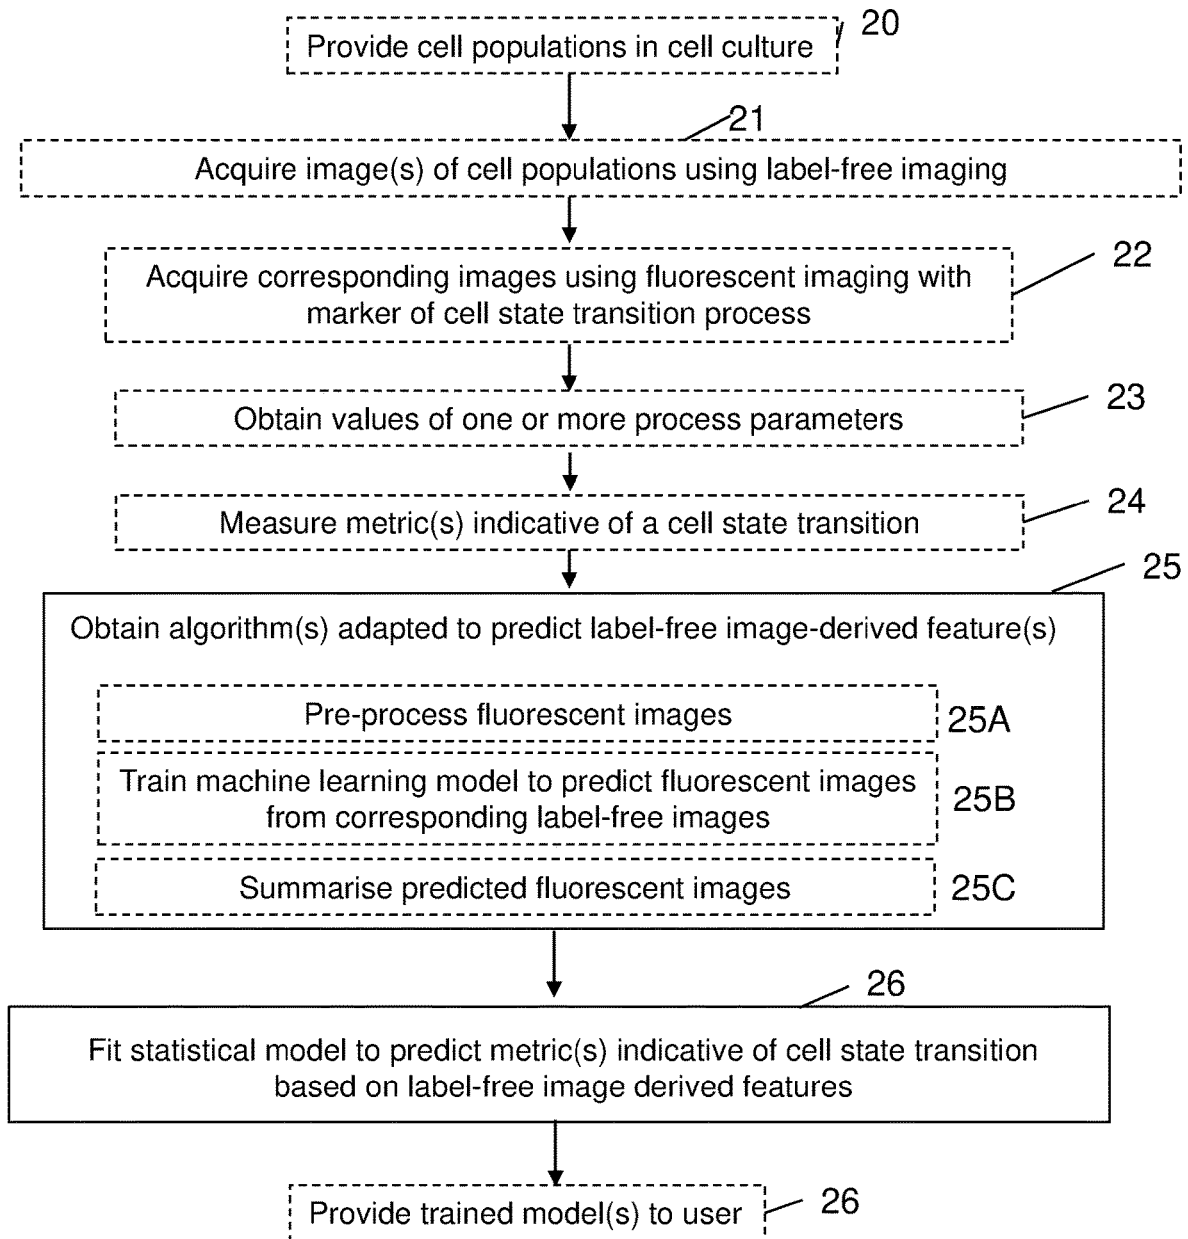 20
Provide cell populations in cell culture
21
Acquire image(s) of cell populations using label-free imaging
22
Acquire corresponding images using fluorescent imaging with
marker of cell state transition process
23
Obtain values of one or more process parameters
24
Measure metric(s) indicative of a cell state transition
25
Obtain algorithm(s) adapted to predict label-free image-derived feature(s)
Pre-process fluorescent images
25A
Train machine learning model to predict fluorescent images
from corresponding label-free images
25B
Summarise predicted fluorescent images
25C
26
Fit statistical model to predict metric(s) indicative of cell state transition
based on label-free image derived features
26
Provide trained model(s) to user